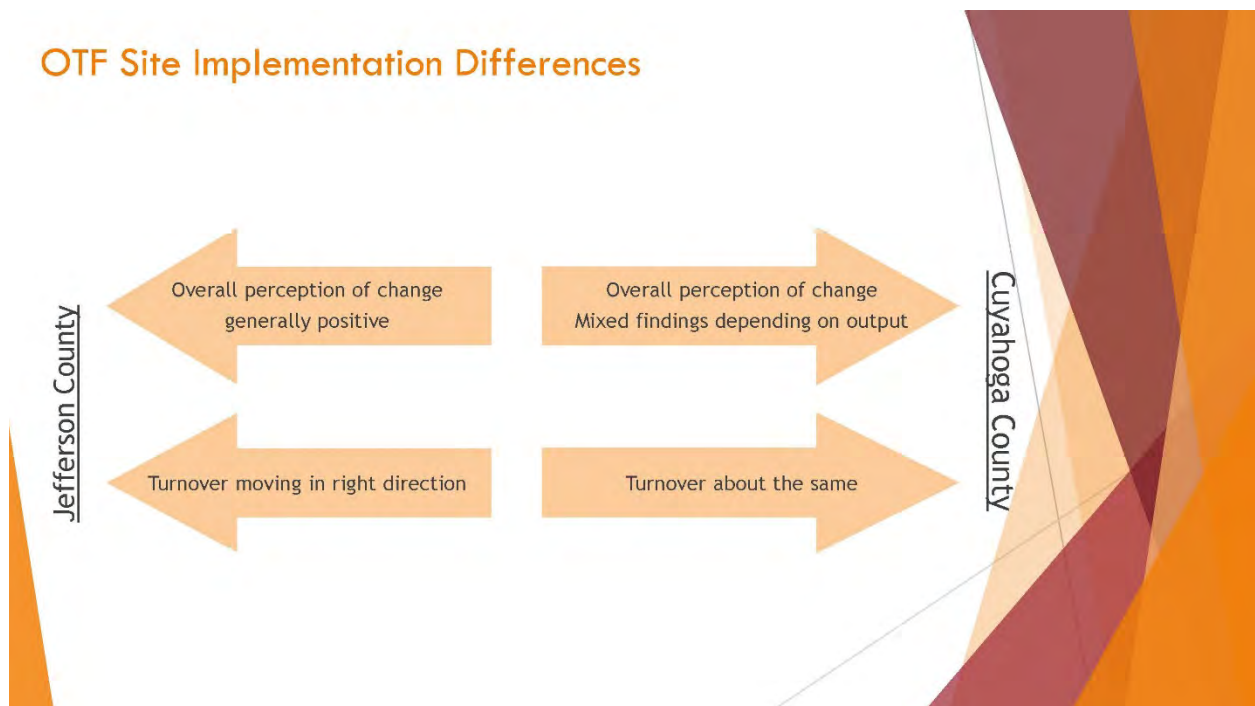 OTF Site Implementation Differences
Jefferson County
Overall perception of change
generally positive
Turnover moving in right direction
Overall perception of change
Mixed findings depending on output
Turnover about the same
Cuyahoga County